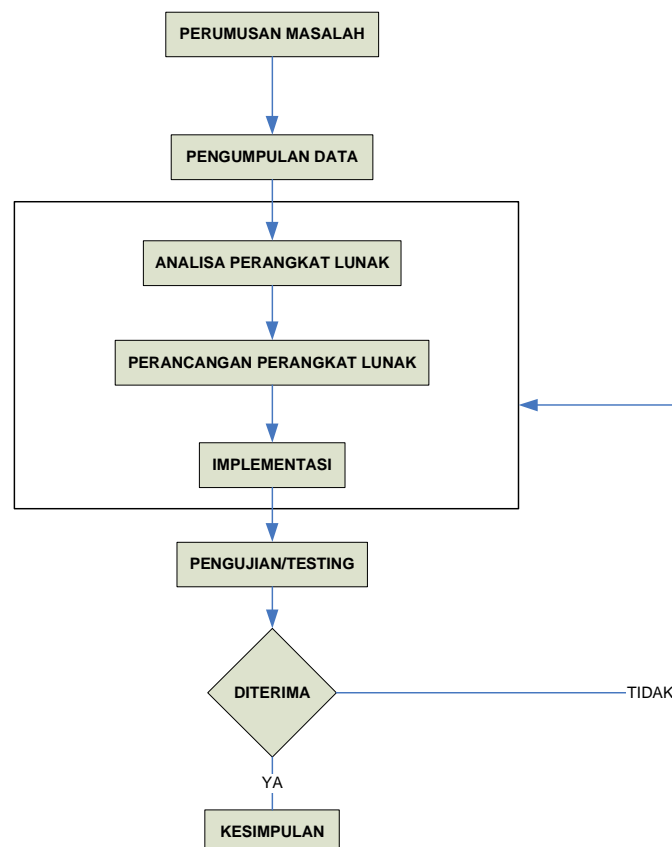 PERUMUSAN MASALAH
PENGUMPULAN DATA
ANALISA PERANGKAT LUNAK
PERANCANGAN PERANGKAT LUNAK
IMPLEMENTASI
PENGUJIAN/TESTING
DITERIMA
TIDAK
YA
KESIMPULAN